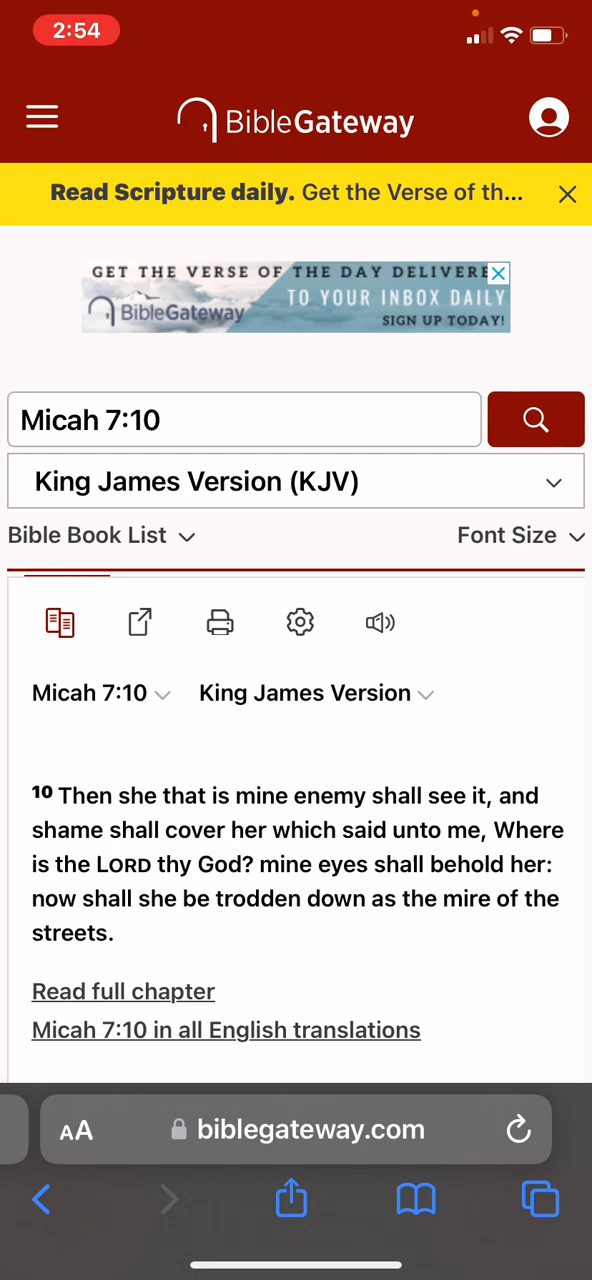 2:54
BibleGateway
Read Scripture daily. Get the Verse of th...
GET THE VERSE OF THE DAY DELIVERE
TO YOUR INBOX DAILY
BibleGateway
SIGN UP TODAY!
Micah 7:10
King James Version (KJV)
Bible Book List Font Size
Micah 7:10 King James Version
10 Then she that is mine enemy shall see it, and
shame shall cover her which said unto me, Where
is the LORD thy God? mine eyes shall behold her:
now shall she be trodden down as the mire of the
streets.
Read full chapter
Micah 7:10 in all English translations
AA biblegateway.com